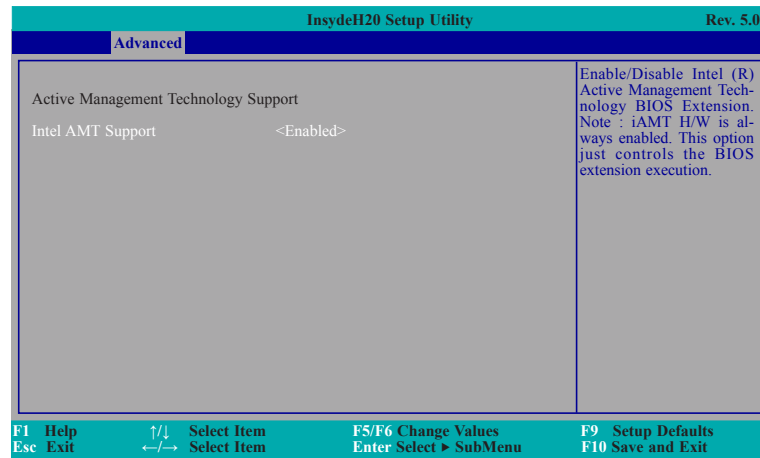 InsydeH20 Setup Utility Rev. 5.0
Advanced
Active Management Technology Support
Intel AMT Support <Enabled>
Enable/Disable Intel (R)
Active Management Tech-
nology BIOS Extension.
Note : iAMT H/W is al-
ways enabled. This option
just controls the BIOS
extension execution.
F1 Help ↑/↓ Select Item F5/F6 Change Values F9 Setup Defaults
Esc Exit ←/→ Select Item Enter Select ► SubMenu F10 Save and Exit